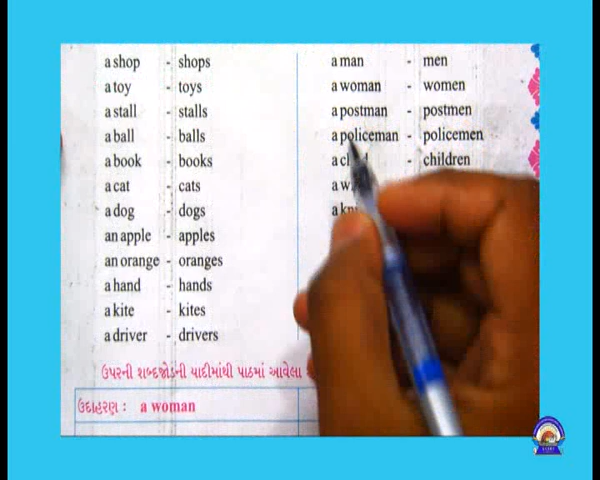 a shop - shops
a toy - toys
a stall - stalls
a ball - balls
a book - books
a cat - cats
a dog - dogs
an apple - apples
an orange - oranges
a hand - hands
a kite - kites
a driver - drivers
a man - men
a woman - women
a postman - postmen
a policeman - policemen
a - children
a
a
ઉપરની શબ્દજોડની યાદીમાંથી પાઠમાં આવેલા
ઉદાહરણ : a woman